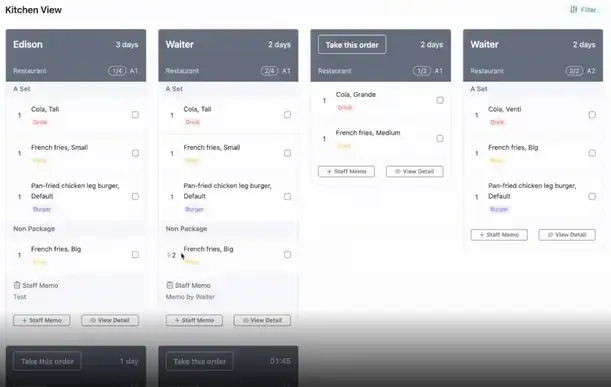 Kitchen View
Filter
Edison 3 days
Restaurant 1/4 A1
A Set
1 Cola, Tall
Drink
1 French fries, Small
1 Pan-fried chicken leg burger,
Default
Burger
Non Package
1 French fries, Big
Staff Memo
Test
+ Staff Memo View Detail
Waiter 2 days
Restaurant 2/4 A1
A Set
1 Cola, Tall
Drink
1 French fries, Small
1 Pan-fried chicken leg burger,
Default
Burger
Non Package
2 French fries, Big
Staff Memo
Memo by Waiter
+ Staff Memo View Detail
Take this order 2 days
Restaurant 1/2 A1
1 Cola, Grande
Drink
1 French fries, Medium
+ Staff Memo View Detail
Waiter 2 days
Restaurant 2/2 A2
A Set
1 Cola, Venti
Drink
1 French fries, Big
1 Pan-fried chicken leg burger,
Default
Burger
+ Staff Memo View Detail
Take this order 1 day
Take this order 01:45